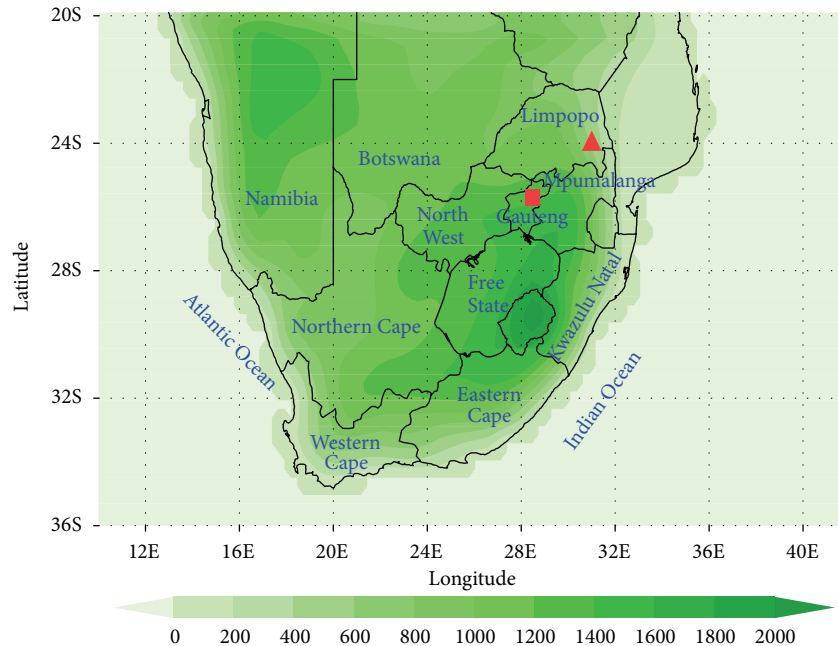 20S
24S
28S
32S
36S
Latitude
Limpopo
Botswana
Mpumalanga
Namibia
North
West
Gauteng
Free
State
Kwazulu Natal
Northern Cape
Atlantic Ocean
Eastern
Cape
Indian Ocean
Western
Cape
12E 16E 20E 24E 28E 32E 36E 40E
Longitude
0 200 400 600 800 1000 1200 1400 1600 1800 2000